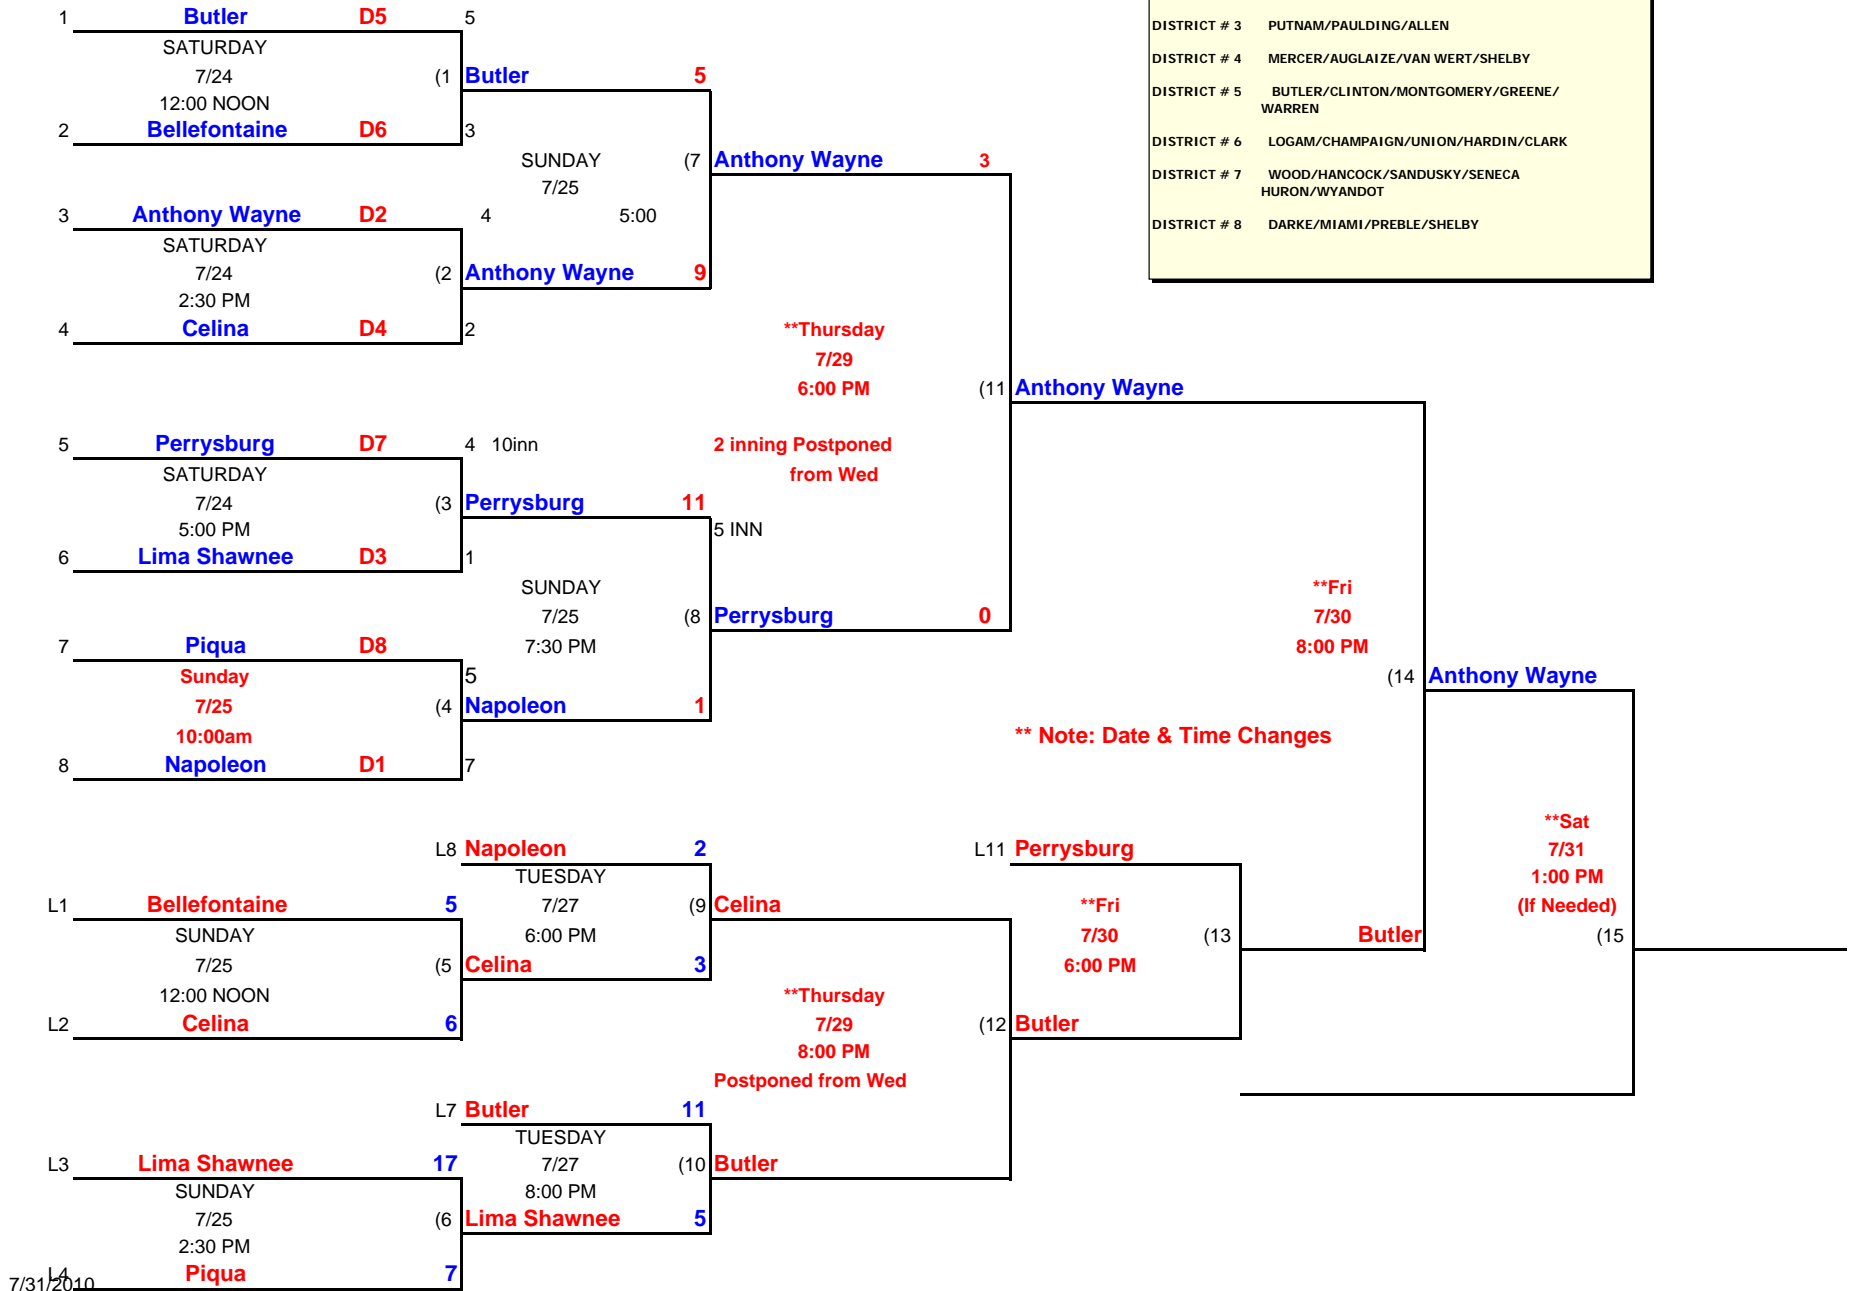 1 Butler D5 5
SATURDAY
7/24 (1 Butler 5
12:00 NOON
2 Bellefontaine D6 3
SUNDAY (7 Anthony Wayne 3
7/25
3 Anthony Wayne D2 4 5:00
SATURDAY
7/24 (2 Anthony Wayne 9
2:30 PM
4 Celina D4 2
**Thursday
7/29
6:00 PM (11 Anthony Wayne
5 Perrysburg D7 4 10inn 2 inning Postponed
SATURDAY from Wed
7/24 (3 Perrysburg 11
5:00 PM 5 INN
6 Lima Shawnee D3 1
SUNDAY **Fri
7/25 (8 Perrysburg 0 7/30
7 Piqua D8 7:30 PM 8:00 PM
Sunday 5 (14 Anthony Wayne
7/25 (4 Napoleon 1
10:00am ** Note: Date & Time Changes
8 Napoleon D1 7
**Sat
L8 Napoleon 2 L11 Perrysburg 7/31
TUESDAY 1:00 PM
L1 Bellefontaine 5 7/27 (9 Celina **Fri (If Needed)
SUNDAY 6:00 PM 7/30 (13 Butler (15
7/25 (5 Celina 3 6:00 PM
12:00 NOON **Thursday
L2 Celina 6 7/29 (12 Butler
8:00 PM
Postponed from Wed
L7 Butler 11
TUESDAY
L3 Lima Shawnee 17 7/27 (10 Butler
SUNDAY 8:00 PM
7/25 (6 Lima Shawnee 5
2:30 PM
L4 Piqua 7
7/31/2010
DISTRICT # 3 PUTNAM/PAULDING/ALLEN
DISTRICT # 4 MERCER/AUGLAIZE/VAN WERT/SHELBY
DISTRICT # 5 BUTLER/CLINTON/MONTGOMERY/GREENE/
WARREN
DISTRICT # 6 LOGAM/CHAMPAIGN/UNION/HARDIN/CLARK
DISTRICT # 7 WOOD/HANCOCK/SANDUSKY/SENECA
HURON/WYANDOT
DISTRICT # 8 DARKE/MIAMI/PREBLE/SHELBY